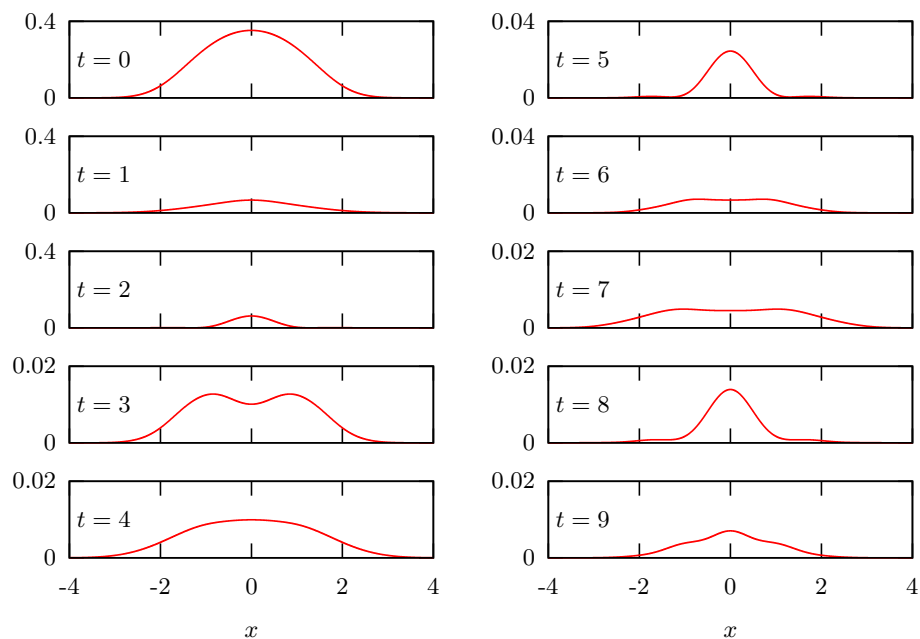 0.4
t = 0
0
0.4
t = 1
0
0.4
t = 2
0
0.02
t = 3
0
0.02
t = 4
0
-4 -2 0 2 4
x
0.04
t = 5
0
0.04
t = 6
0
0.02
t = 7
0
0.02
t = 8
0
0.02
t = 9
0
-4 -2 0 2 4
x